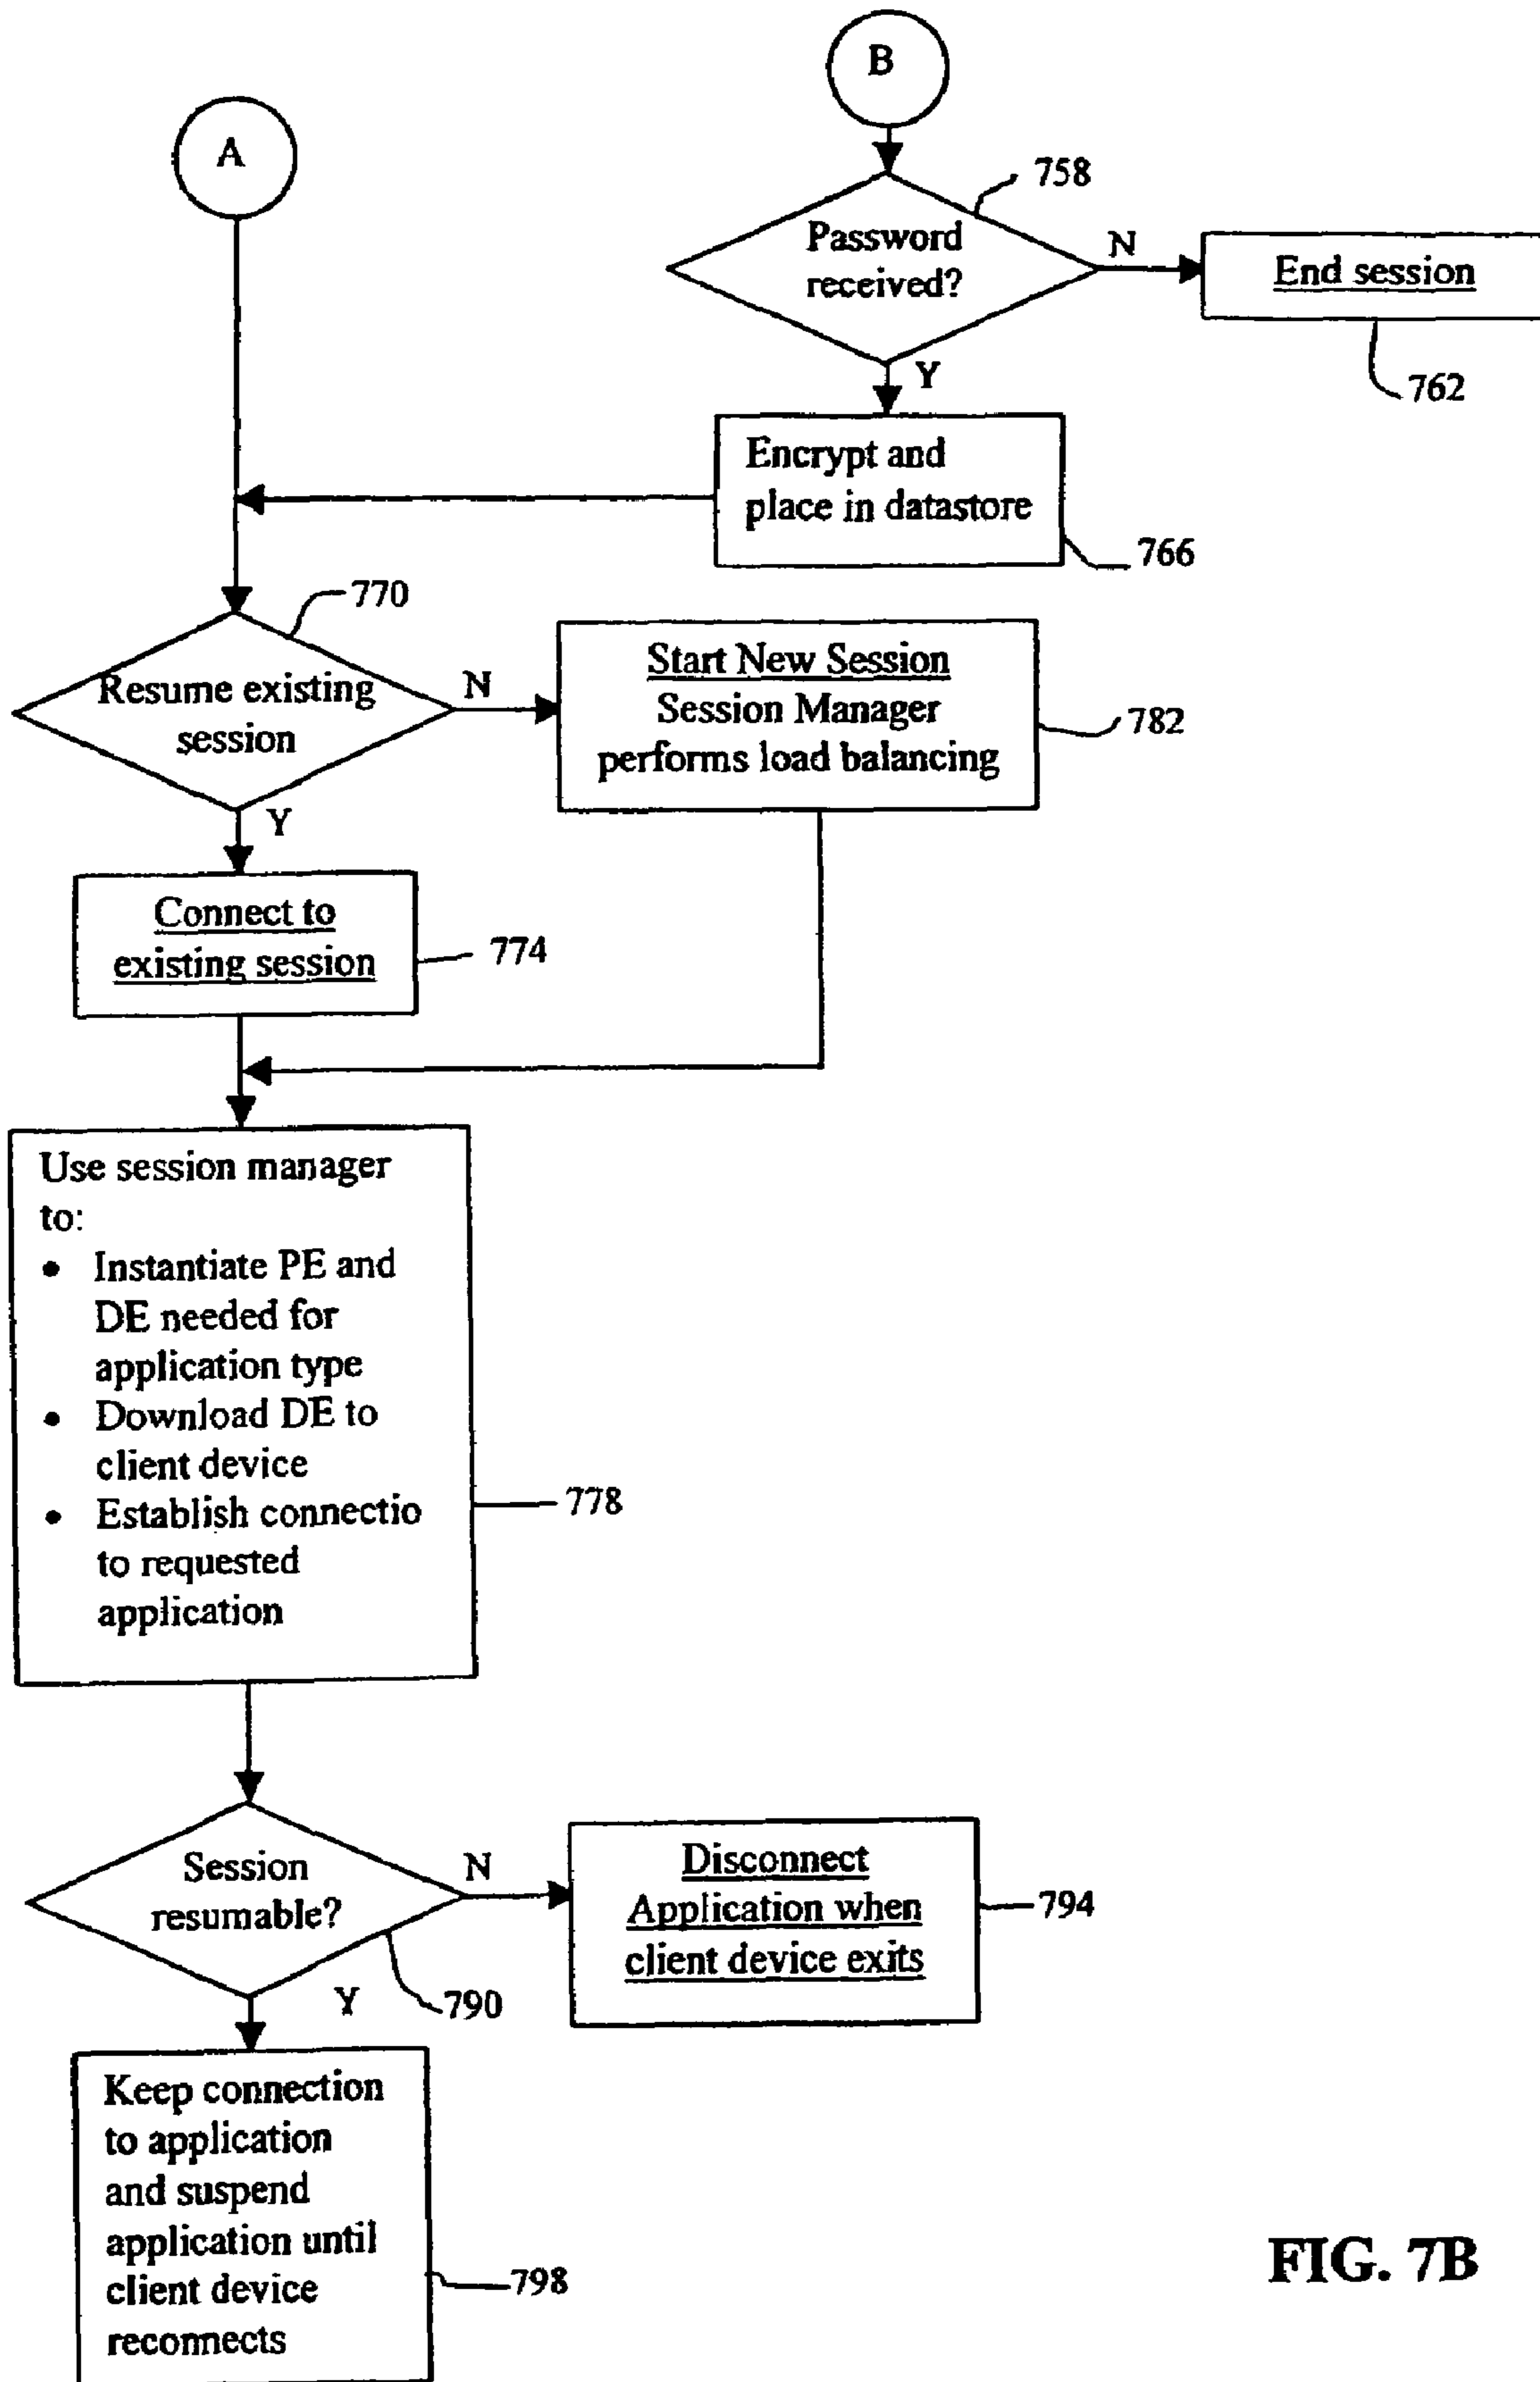 B
A
758
Password
received?
N
End session
762
Y
Encrypt and
place in datastore
766
770
Resume existing
session
N
Start New Session
Session Manager
performs load balancing
782
Y
Connect to
existing session
774
Use session manager
to:
• Instantiate PE and
DE needed for
application type
• Download DE to
client device
• Establish connectio
to requested
application
778
Session
resumable?
N
Disconnect
Application when
client device exits
794
Y
790
Keep connection
to application
and suspend
application until
client device
reconnects
798
FIG. 7B